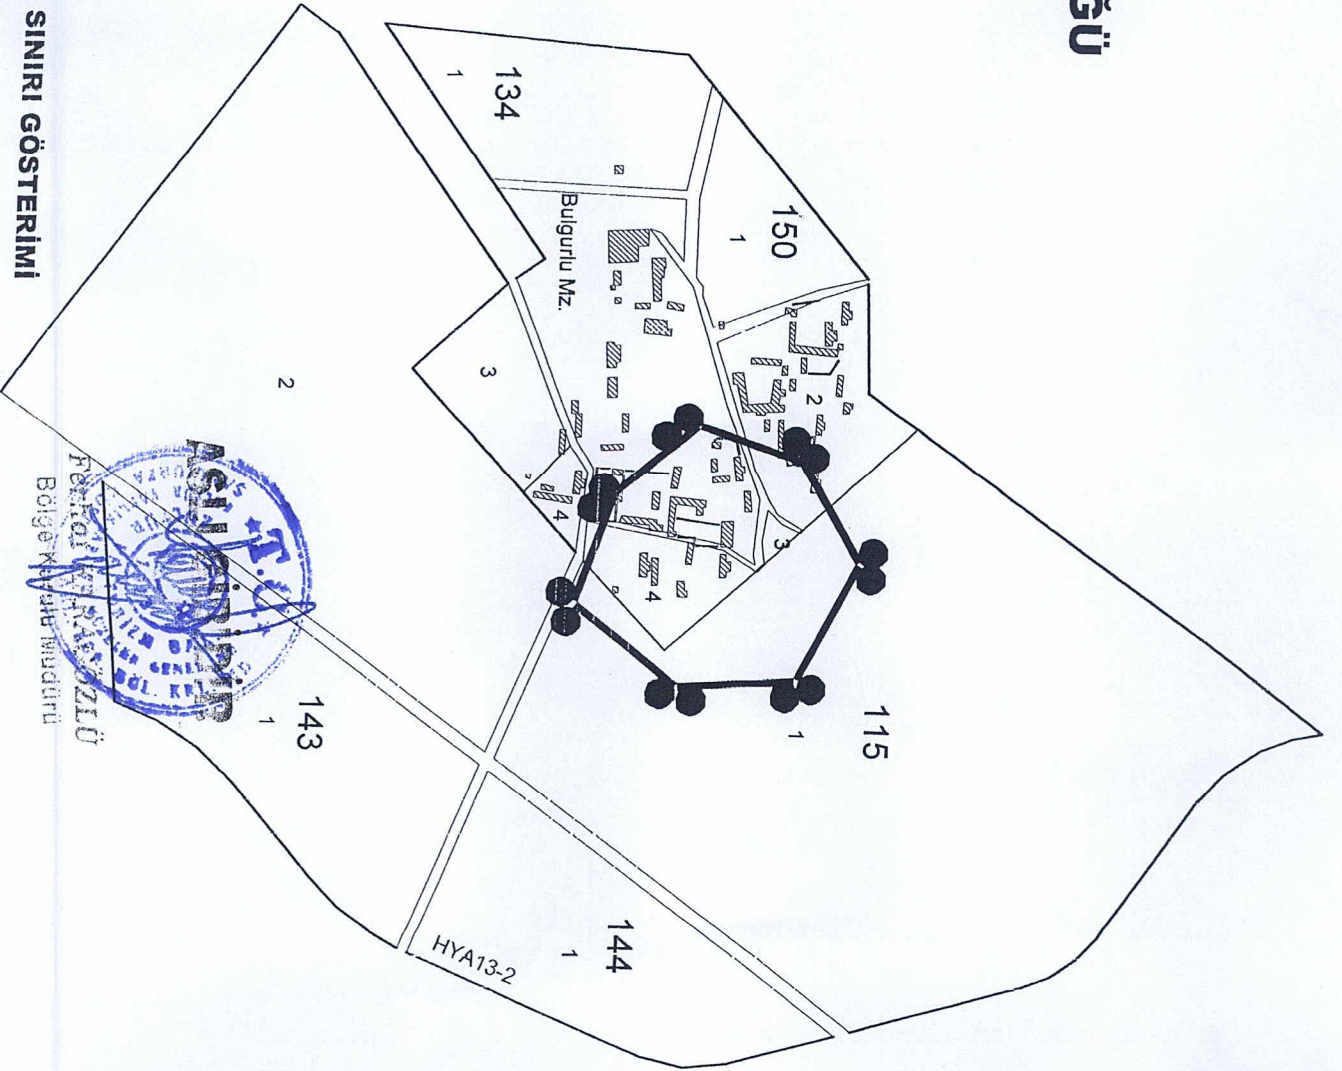 ĞÜ
SINIRI GÖSTERİMİ
134
1
150
1
Bulgurlu Mz.
2
3
4
3
4
2
115
1
143
1
144
1
HYA13-2
ASLI GİBİDİR
T.C.
Bölge Kurulu Müdürü